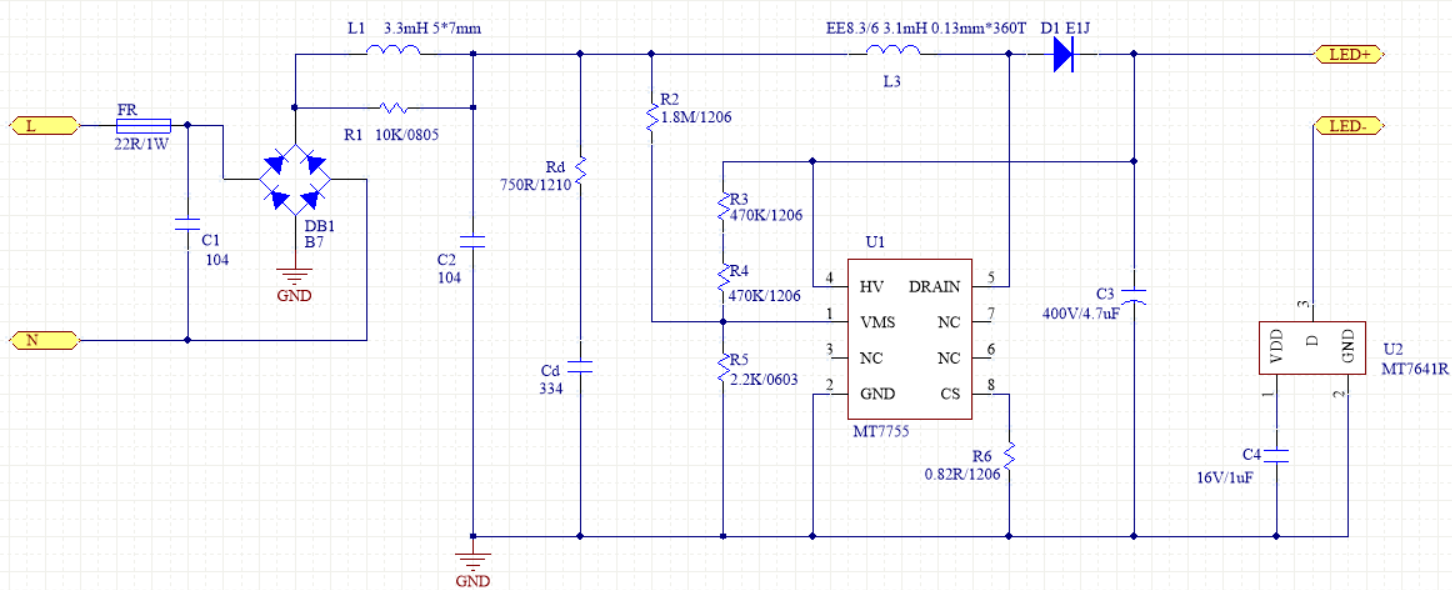 L1 3.3mH 5*7mm
EE8.3/6 3.1mH 0.13mm*360T
D1 E1J
LED+
L3
R2
1.8M/1206
FR
L
22R/1W
R1 10K/0805
LED-
Rd
750R/1210
R3
470K/1206
DB1
B7
C1
104
C2
104
GND
U1
R4
470K/1206
4 HV DRAIN 5
1 VMS NC 7
3 NC NC 6
2 GND CS 8
MT7755
C3
400V/4.7uF
N
3
VDD D GND
U2
MT7641R
1 2
Cd
334
R5
2.2K/0603
R6
0.82R/1206
C4
16V/1uF
GND